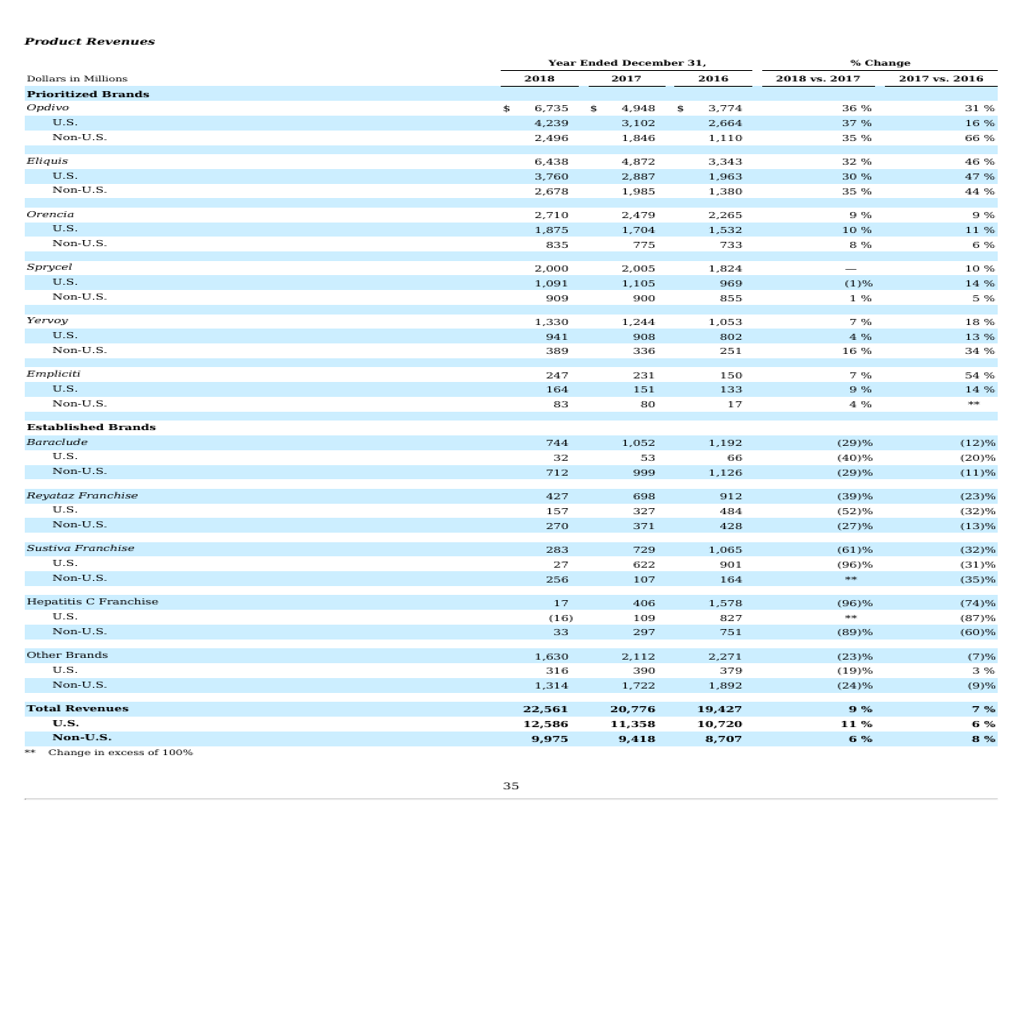 Product Revenues
Year Ended December 31, % Change
Dollars in Millions 2018 2017 2016 2018 vs. 2017 2017 vs. 2016
Prioritized Brands
Opdivo $ 6,735 $ 4,948 $ 3,774 36 % 31 %
U.S. 4,239 3,102 2,664 37 % 16 %
Non-U.S. 2,496 1,846 1,110 35 % 66 %
Eliquis 6,438 4,872 3,343 32 % 46 %
U.S. 3,760 2,887 1,963 30 % 47 %
Non-U.S. 2,678 1,985 1,380 35 % 44 %
Orencia 2,710 2,479 2,265 9 % 9 %
U.S. 1,875 1,704 1,532 10 % 11 %
Non-U.S. 835 775 733 8 % 6 %
Sprycel 2,000 2,005 1,824 — 10 %
U.S. 1,091 1,105 969 (1)% 14 %
Non-U.S. 909 900 855 1 % 5 %
Yervoy 1,330 1,244 1,053 7 % 18 %
U.S. 941 908 802 4 % 13 %
Non-U.S. 389 336 251 16 % 34 %
Empliciti 247 231 150 7 % 54 %
U.S. 164 151 133 9 % 14 %
Non-U.S. 83 80 17 4 % **
Established Brands
Baraclude 744 1,052 1,192 (29)% (12)%
U.S. 32 53 66 (40)% (20)%
Non-U.S. 712 999 1,126 (29)% (11)%
Reyataz Franchise 427 698 912 (39)% (23)%
U.S. 157 327 484 (52)% (32)%
Non-U.S. 270 371 428 (27)% (13)%
Sustiva Franchise 283 729 1,065 (61)% (32)%
U.S. 27 622 901 (96)% (31)%
Non-U.S. 256 107 164 ** (35)%
Hepatitis C Franchise 17 406 1,578 (96)% (74)%
U.S. (16) 109 827 ** (87)%
Non-U.S. 33 297 751 (89)% (60)%
Other Brands 1,630 2,112 2,271 (23)% (7)%
U.S. 316 390 379 (19)% 3 %
Non-U.S. 1,314 1,722 1,892 (24)% (9)%
Total Revenues 22,561 20,776 19,427 9 % 7 %
U.S. 12,586 11,358 10,720 11 % 6 %
Non-U.S. 9,975 9,418 8,707 6 % 8 %
** Change in excess of 100%
35